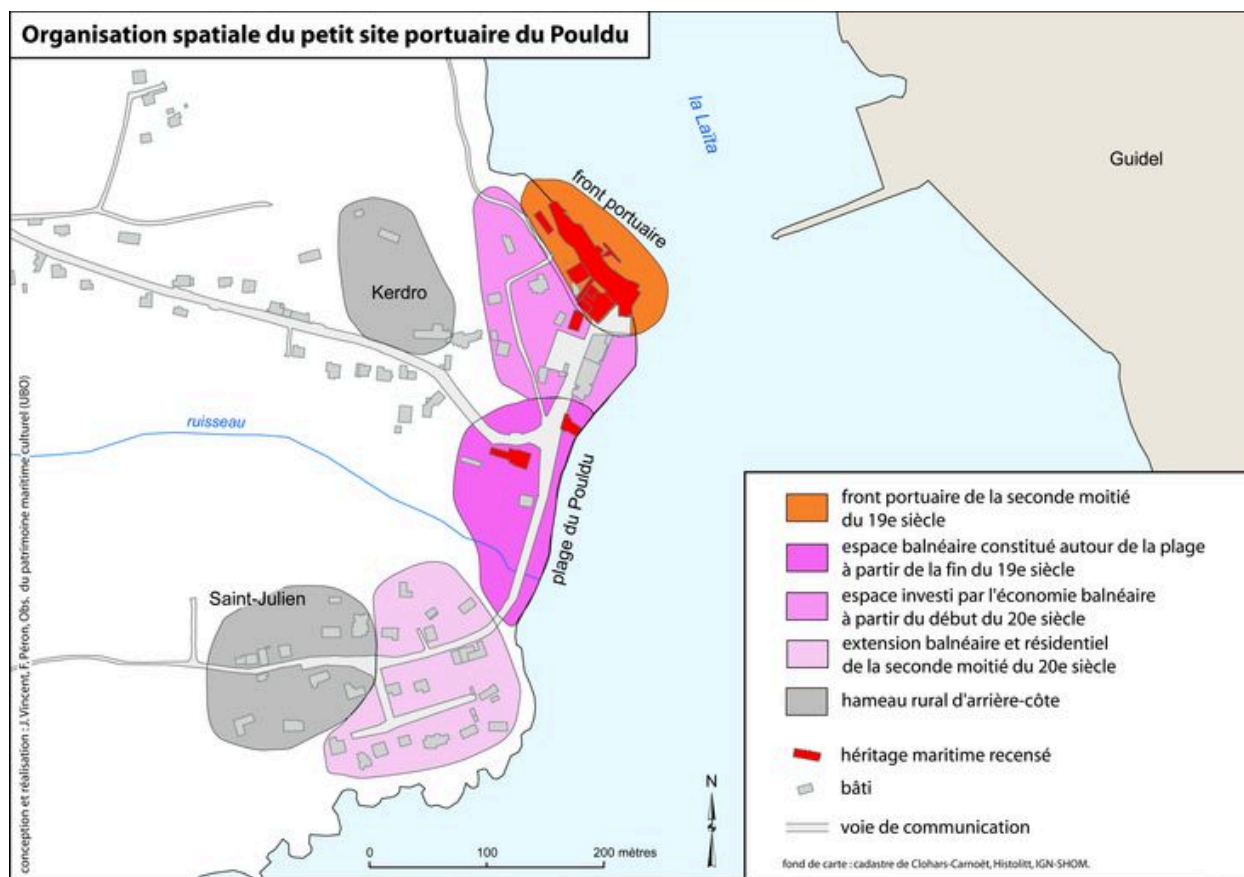 Organisation spatiale du petit site portuaire du Pouldu
la Laïta
Guidel
front portuaire
Kerdro
ruisseau
plage du Pouldu
Saint-Julien
front portuaire de la seconde moitié
du 19e siècle
espace balnéaire constitué autour de la plage
à partir de la fin du 19e siècle
espace investi par l'économie balnéaire
à partir du début du 20e siècle
extension balnéaire et résidentiel
de la seconde moitié du 20e siècle
hameau rural d'arrière-côte
héritage maritime recensé
bâti
voie de communication
fond de carte : cadastre de Clohars-Carnoët, Histolitt, IGN-SHOM.
N
0 100 200 mètres
conception et réalisation : J. Vincent, F. Péron, Obs. du patrimoine maritime culturel (UBO)